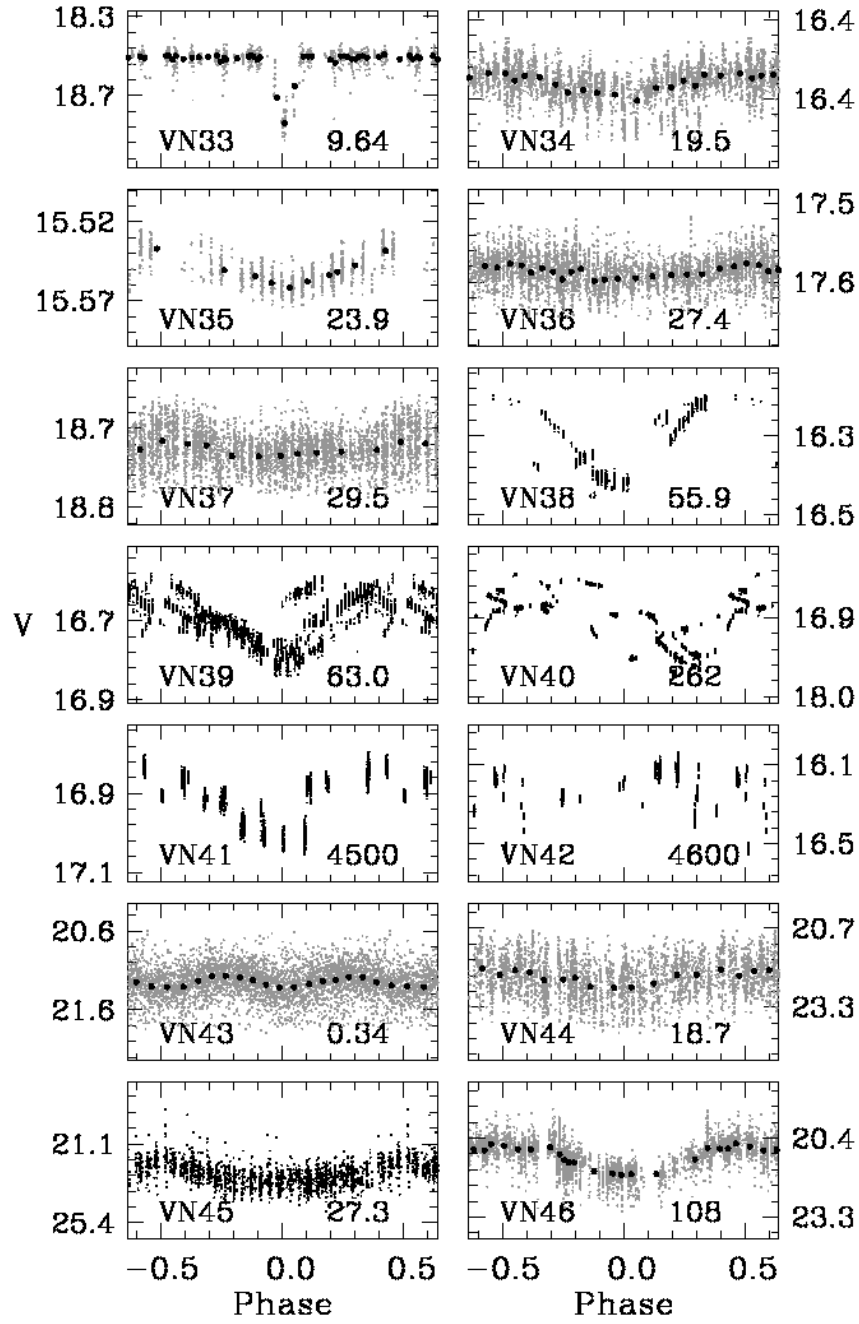 18.3
18.7
VN33 9.64
16.4
16.4
VN34 19.5
15.52
15.57
VN35 23.9
17.5
17.6
VN36 27.4
18.7
18.8
VN37 29.5
16.3
16.5
VN38 55.9
V
16.7
16.9
VN39 63.0
16.9
18.0
VN40 262
16.9
17.1
VN41 4500
16.1
16.5
VN42 4600
20.6
21.6
VN43 0.34
20.7
23.3
VN44 18.7
21.1
25.4
VN45 27.3
20.4
23.3
VN46 108
−0.5 0.0 0.5
Phase
−0.5 0.0 0.5
Phase